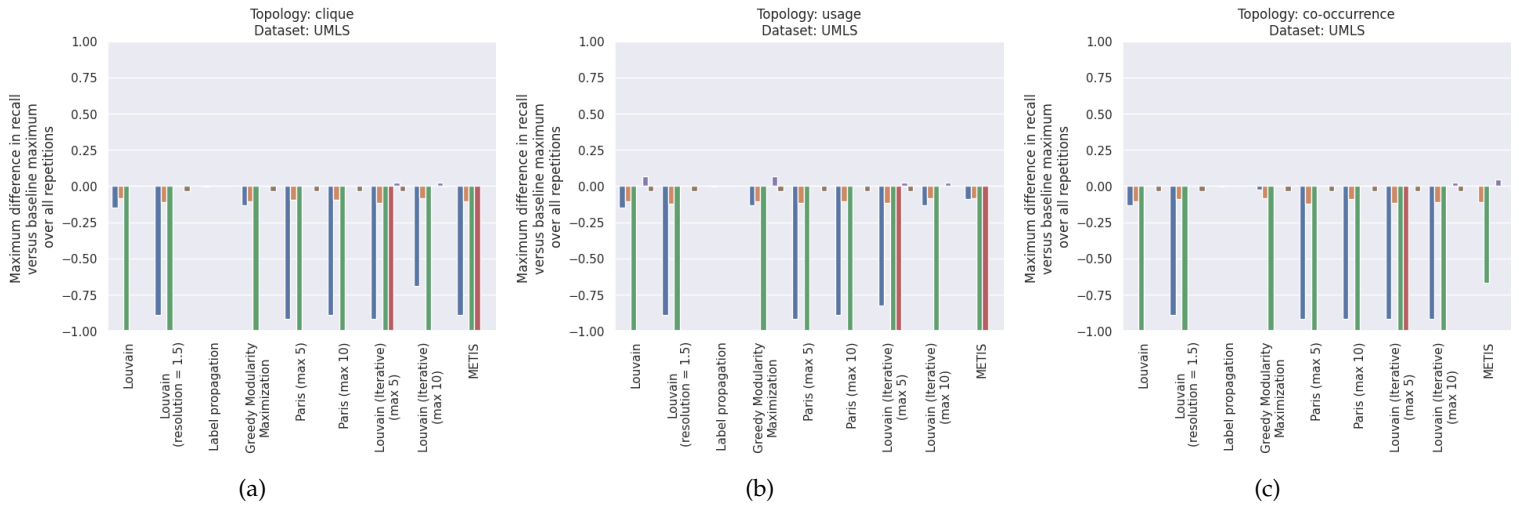 Topology: clique
Dataset: UMLS
Maximum difference in recall
versus baseline maximum
over all repetitions
1.00
0.75
0.50
0.25
0.00
−0.25
−0.50
−0.75
−1.00
Louvain
Louvain
(resolution = 1.5)
Label propagation
Greedy Modularity
Maximization
Paris (max 5)
Paris (max 10)
Louvain (Iterative)
(max 5)
Louvain (Iterative)
(max 10)
METIS
(a)
Topology: usage
Dataset: UMLS
Maximum difference in recall
versus baseline maximum
over all repetitions
1.00
0.75
0.50
0.25
0.00
−0.25
−0.50
−0.75
−1.00
Louvain
Louvain
(resolution = 1.5)
Label propagation
Greedy Modularity
Maximization
Paris (max 5)
Paris (max 10)
Louvain (Iterative)
(max 5)
Louvain (Iterative)
(max 10)
METIS
(b)
Topology: co-occurrence
Dataset: UMLS
Maximum difference in recall
versus baseline maximum
over all repetitions
1.00
0.75
0.50
0.25
0.00
−0.25
−0.50
−0.75
−1.00
Louvain
Louvain
(resolution = 1.5)
Label propagation
Greedy Modularity
Maximization
Paris (max 5)
Paris (max 10)
Louvain (Iterative)
(max 5)
Louvain (Iterative)
(max 10)
METIS
(c)